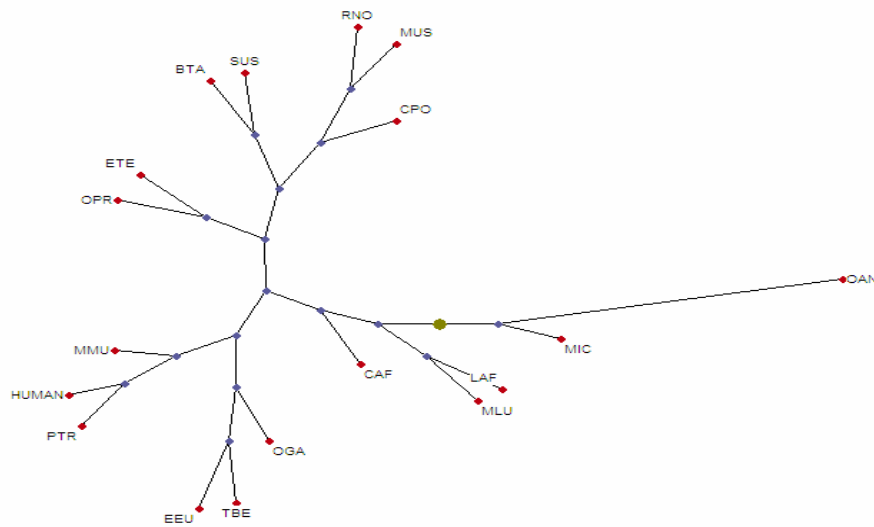 RNO
MUS
SUS
BTA
CPO
ETE
OPR
OAN
MMU
MIC
CAF
LAF
HUMAN
MLU
PTR
OGA
EEU
TBE